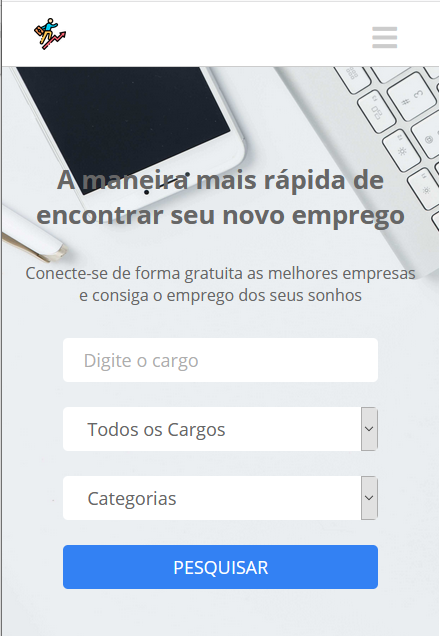 A maneira mais rápida de
encontrar seu novo emprego
Conecte-se de forma gratuita as melhores empresas
e consiga o emprego dos seus sonhos
Digite o cargo
Todos os Cargos
Categorias
PESQUISAR